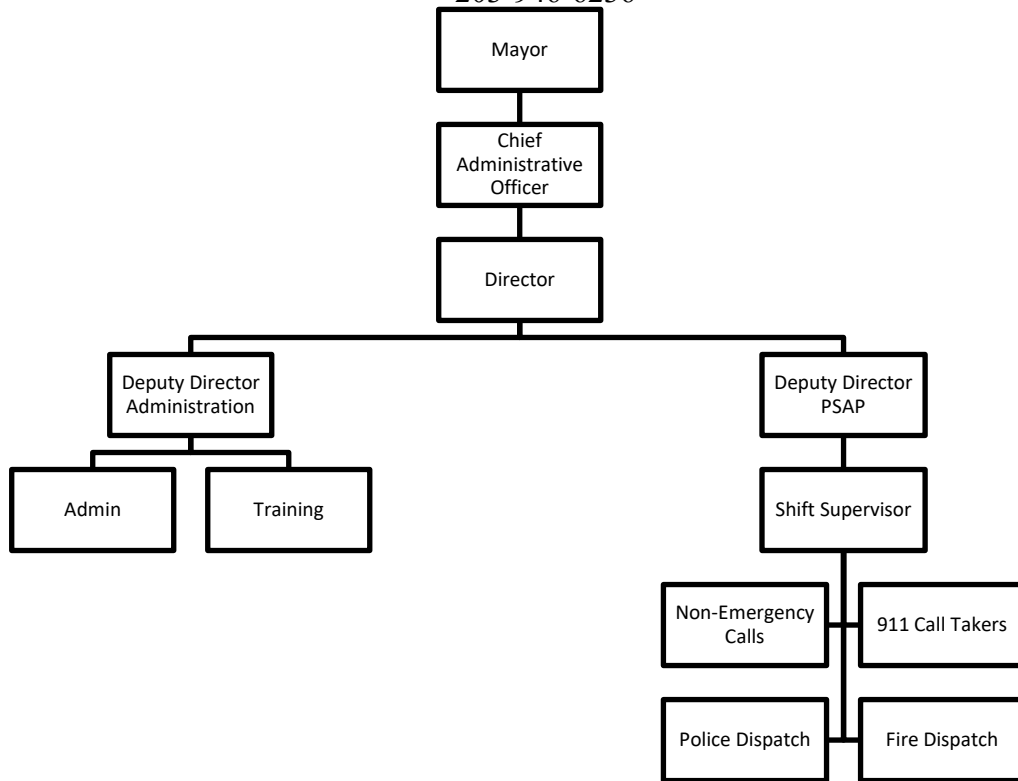 Mayor
Chief
Administrative
Officer
Director
Deputy Director
Administration
Deputy Director
PSAP
Admin
Training
Shift Supervisor
Non-Emergency
Calls
911 Call Takers
Police Dispatch
Fire Dispatch